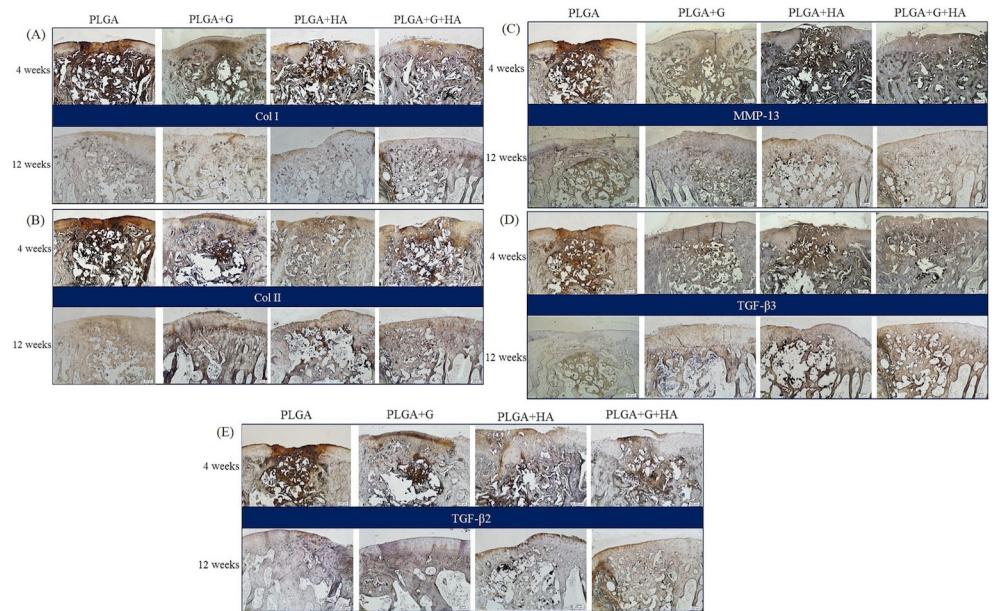 PLGA PLGA+G PLGA+HA PLGA+G+HA
(A)
4 weeks
Col I
12 weeks
(B)
4 weeks
Col II
12 weeks
PLGA PLGA+G PLGA+HA PLGA+G+HA
(C)
4 weeks
MMP-13
12 weeks
(D)
4 weeks
TGF-β3
12 weeks
PLGA PLGA+G PLGA+HA PLGA+G+HA
(E)
4 weeks
TGF-β2
12 weeks